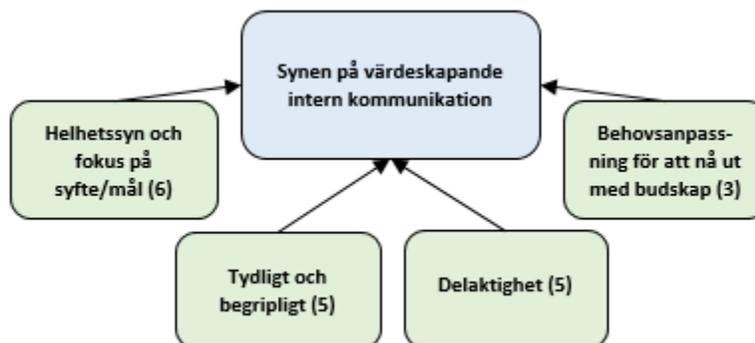 Synen på värdeskapande
intern kommunikation
Helhetssyn och
fokus på
syfte/mål (6)
Behovsanpass-
ning för att nå ut
med budskap (3)
Tydligt och
begripligt (5)
Delaktighet (5)